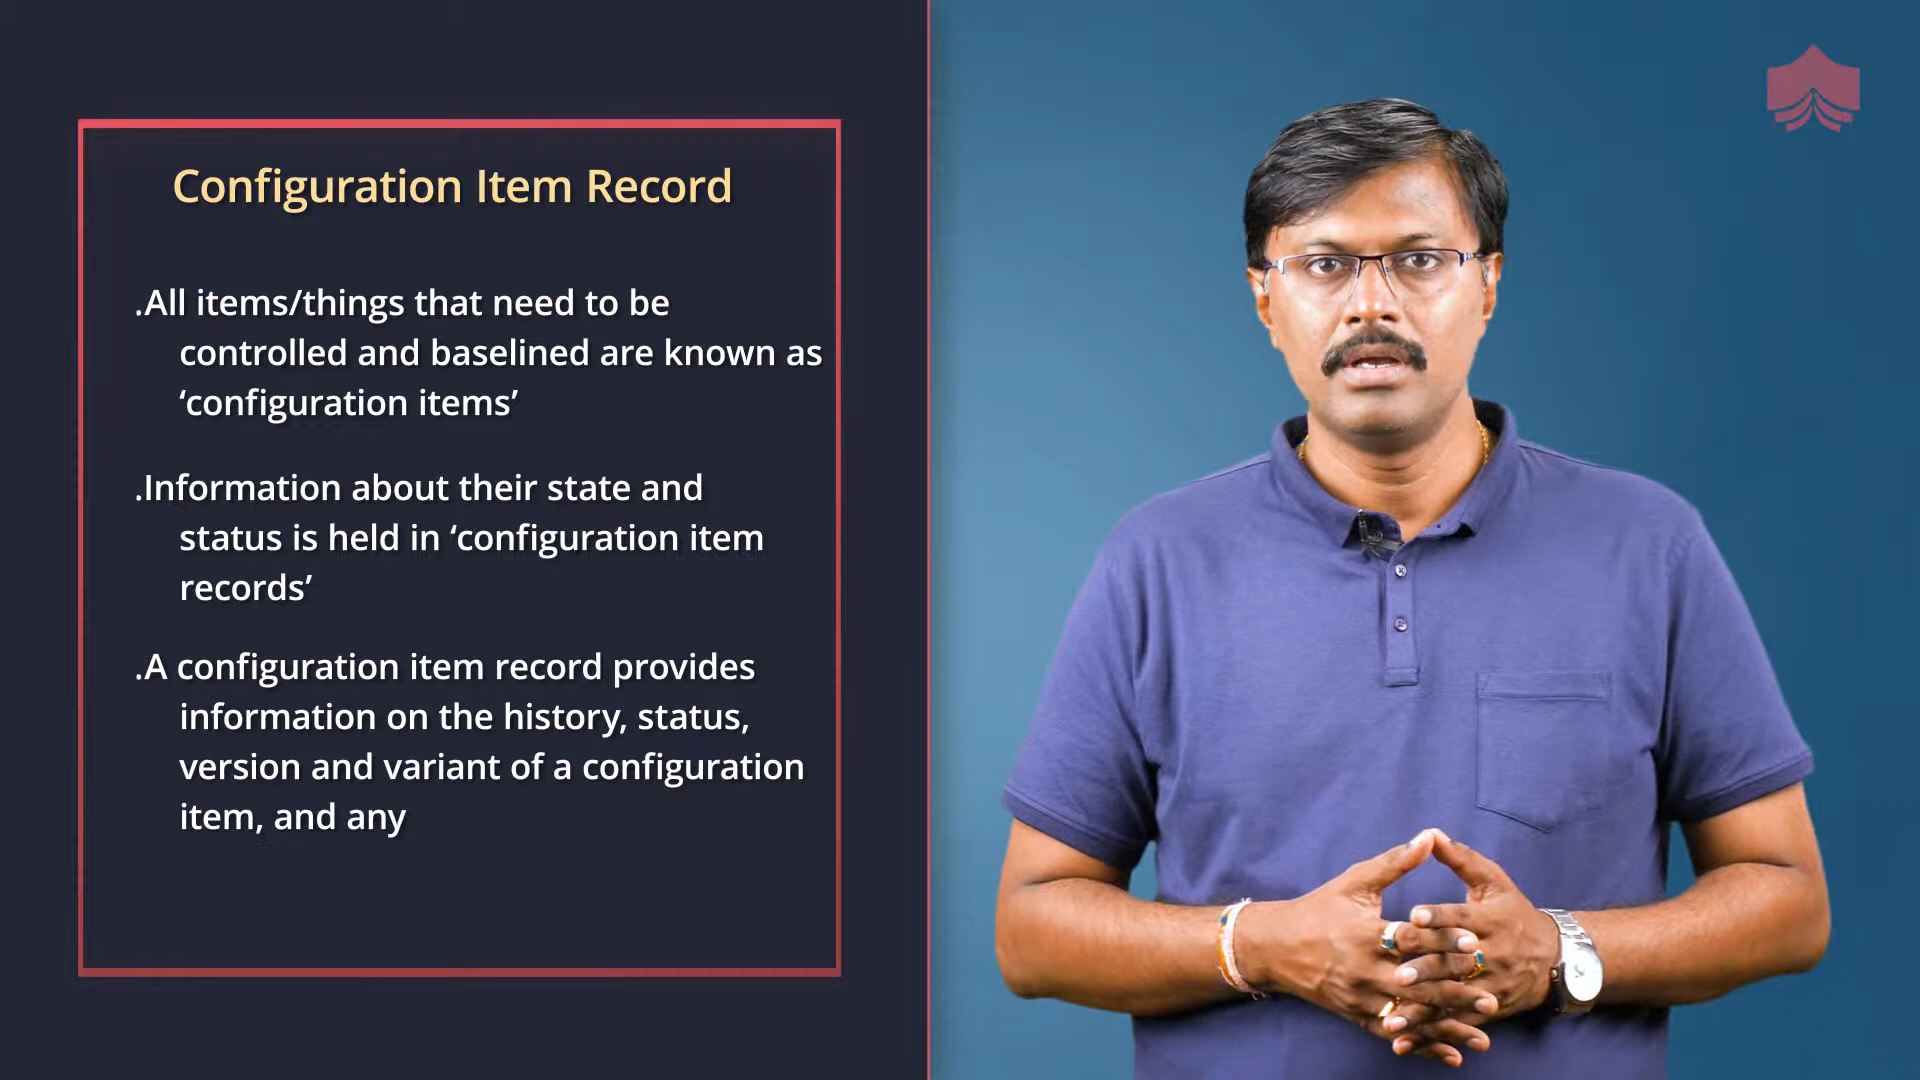 Configuration Item Record
.All items/things that need to be
controlled and baselined are known as
‘configuration items’
.Information about their state and
status is held in ‘configuration item
records’
.A configuration item record provides
information on the history, status,
version and variant of a configuration
item, and any